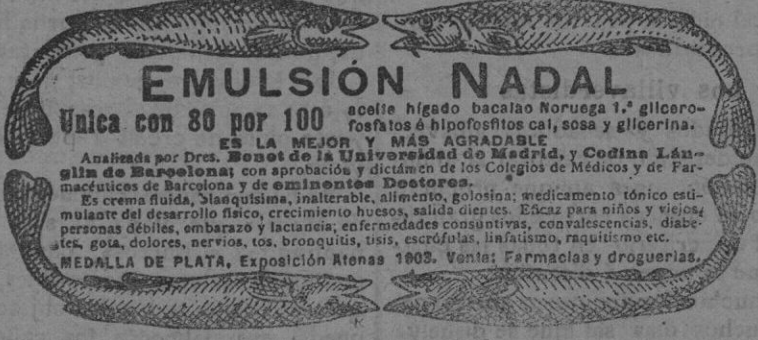 EMULSIÓN NADAL
Unica con 80 por 100 aceite hígado bacalao Noruega 1.ª glicero-
fosfatos é hipofosfitos cal, sosa y glicerina.
ES LA MEJOR Y MÁS AGRADABLE
Analizada por Dres. Bonet de la Universidad de Madrid, y Codina Län-
glin de Barcelona; con aprobación y dictámen de los Colegios de Médicos y de Far-
macéuticos de Barcelona y de eminentes Doctores.
Es crema fluida, blanquísima, inalterable, alimento, golosina; medicamento tónico esti-
mulante del desarrollo físico, crecimiento huesos, salida dientes. Eficaz para niños y viejos,
personas débiles, embarazo y lactancia; enfermedades consuntivas, convalescencias, diabe-
tes, gota, dolores, nervios, tos, bronquitis, tisis, escrófulas, linfatismo, raquitismo etc.
MEDALLA DE PLATA, Exposición Atenas 1903. Venta: Farmacias y droguerias.